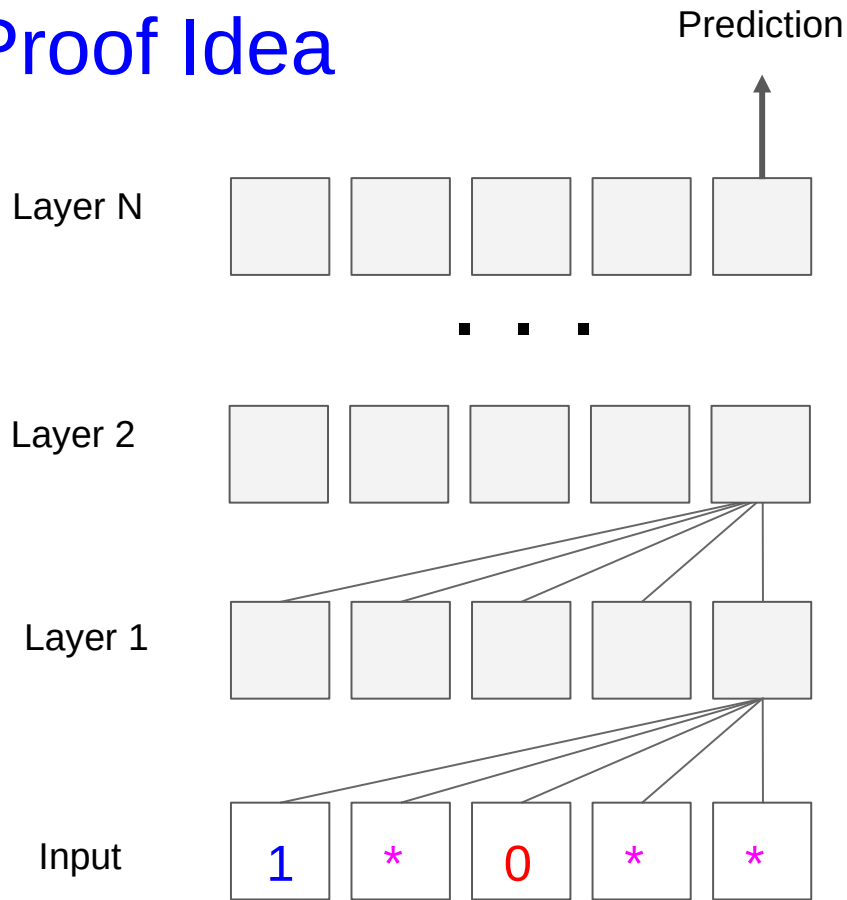 Proof Idea
Prediction
Layer N
. . .
Layer 2
Layer 1
Input 1 * 0 * *